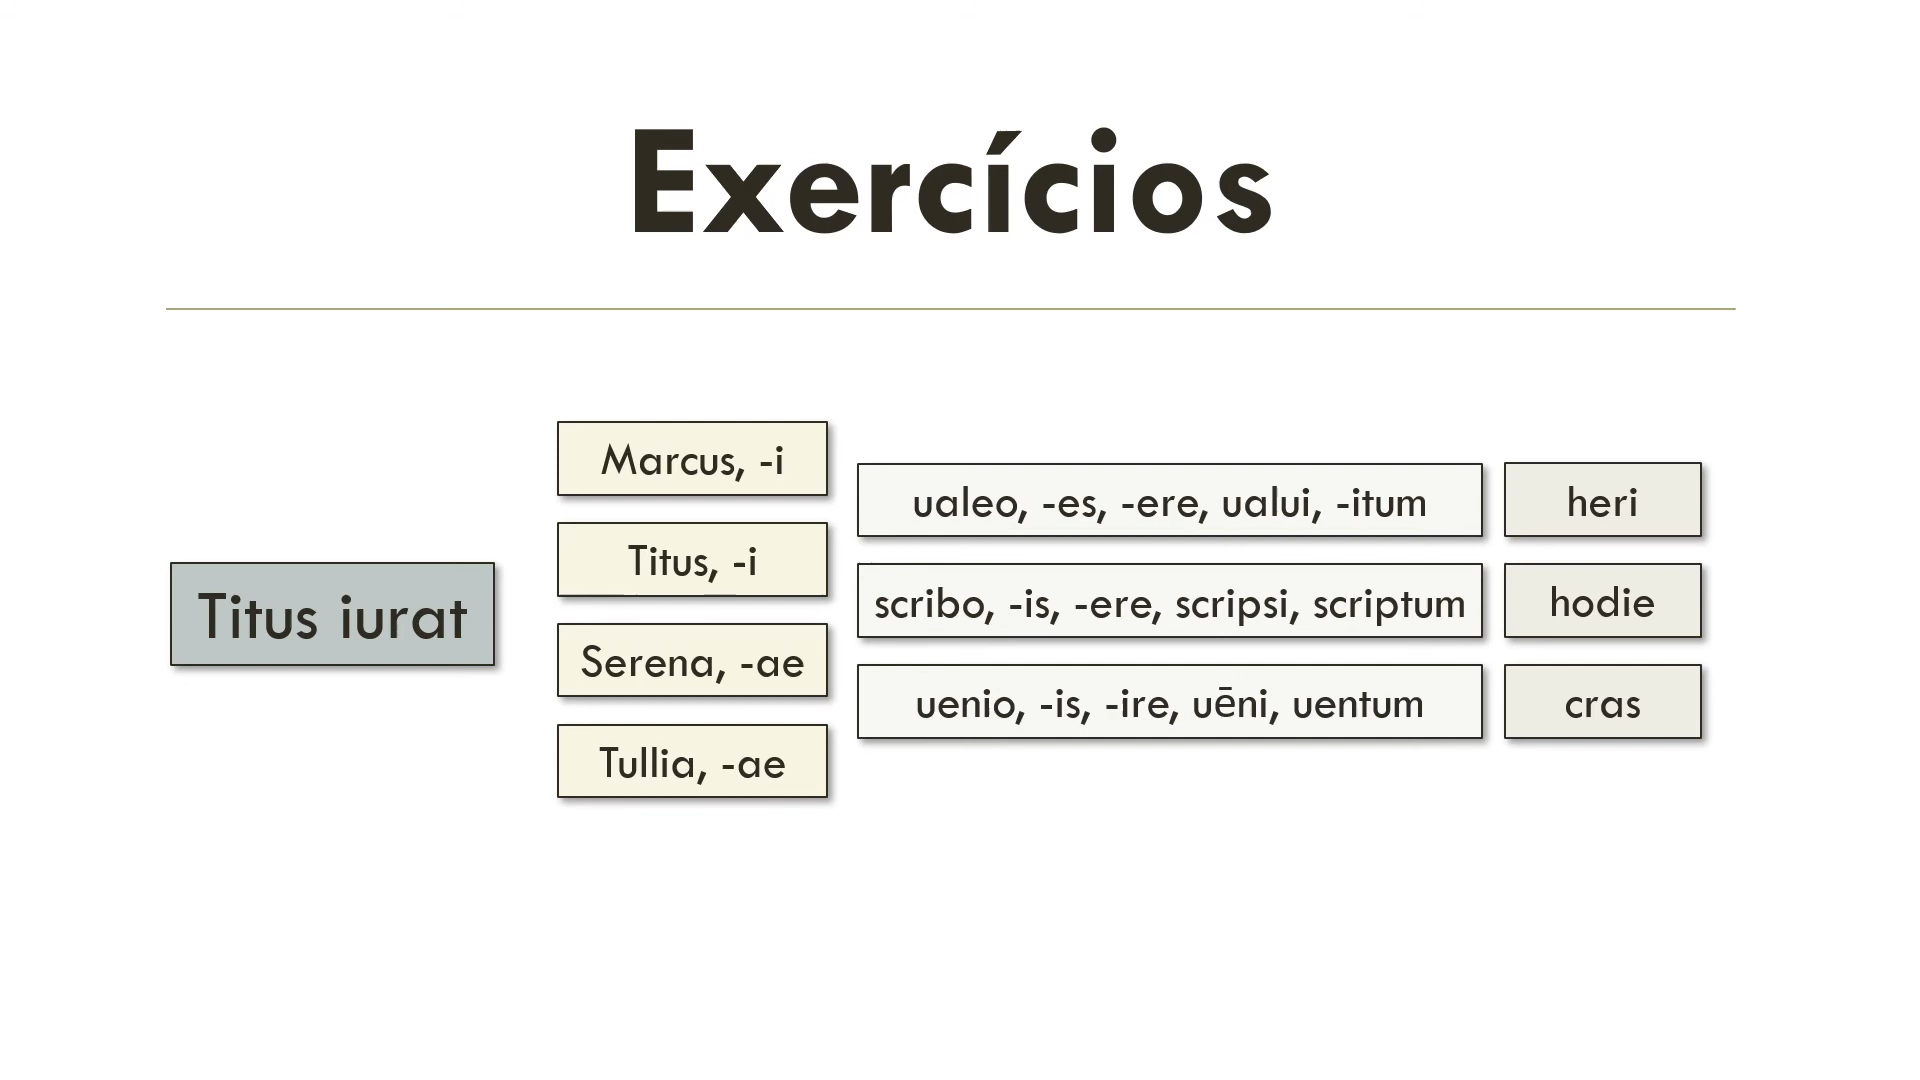 Exercícios
Titus iurat
Marcus, -i
Titus, -i
Serena, -ae
Tullia, -ae
ualeo, -es, -ere, ualui, -itum
scribo, -is, -ere, scripsi, scriptum
uenio, -is, -ire, uēni, uentum
heri
hodie
cras